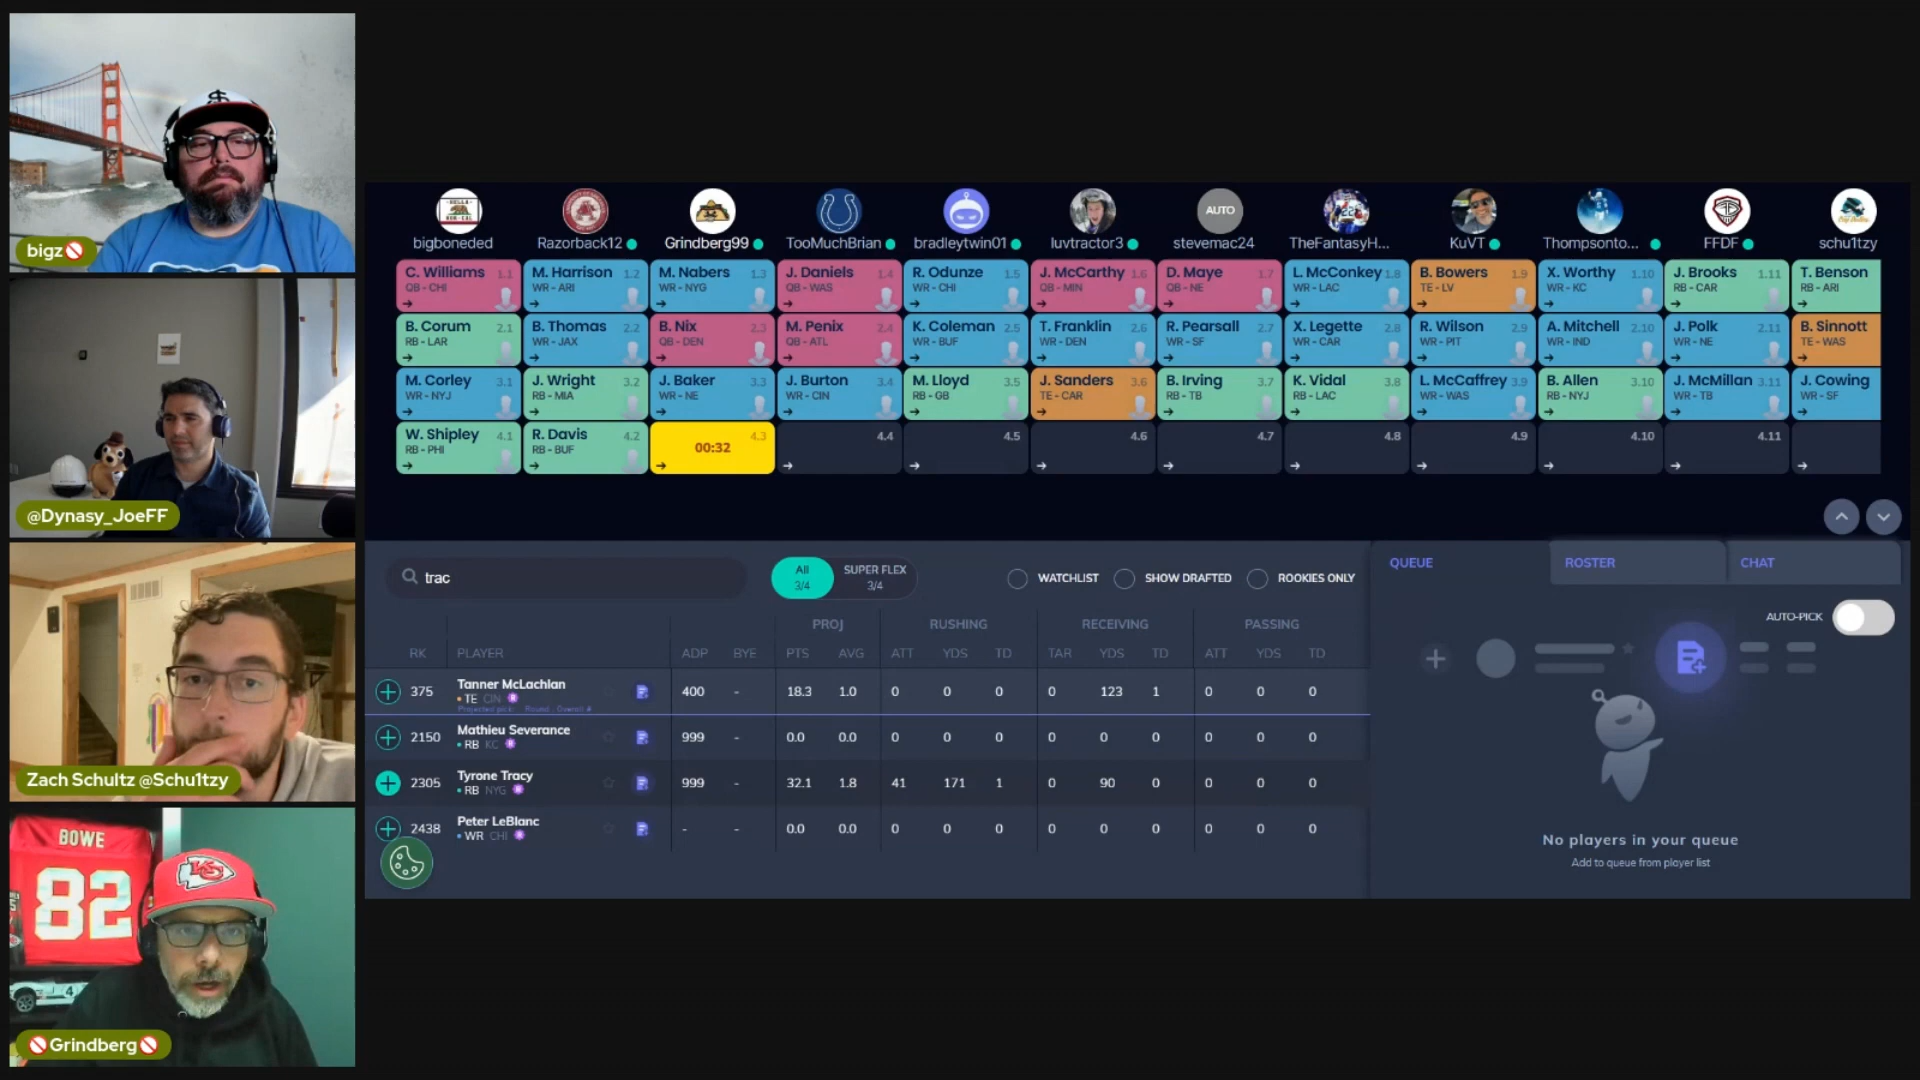 bigz
@Dynasy_JoeFF
Zach Schultz @Schu1tzy
BOWE
82
Grindberg
AUTO
bigboneded
Razorback12
Grindberg99
TooMuchBrian
bradleytwin01
luvtractor3
stevemac24
TheFantasyH...
KuVT
Thompsonto...
FFDF
schu1tzy
C. Williams 1.1
QB - CHI
M. Harrison 1.2
WR - ARI
M. Nabers 1.3
WR - NYG
J. Daniels 1.4
QB - WAS
R. Odunze 1.5
WR - CHI
J. McCarthy 1.6
QB - MIN
D. Maye 1.7
QB - NE
L. McConkey 1.8
WR - LAC
B. Bowers 1.9
TE - LV
X. Worthy 1.10
WR - KC
J. Brooks 1.11
RB - CAR
T. Benson
RB - ARI
B. Corum 2.1
RB - LAR
B. Thomas 2.2
WR - JAX
B. Nix 2.3
QB - DEN
M. Penix 2.4
QB - ATL
K. Coleman 2.5
WR - BUF
T. Franklin 2.6
WR - DEN
R. Pearsall 2.7
WR - SF
X. Legette 2.8
WR - CAR
R. Wilson 2.9
WR - PIT
A. Mitchell 2.10
WR - IND
J. Polk 2.11
WR - NE
B. Sinnott
TE - WAS
M. Corley 3.1
WR - NYJ
J. Wright 3.2
RB - MIA
J. Baker 3.3
WR - NE
J. Burton 3.4
WR - CIN
M. Lloyd 3.5
RB - GB
J. Sanders 3.6
TE - CAR
B. Irving 3.7
RB - TB
K. Vidal 3.8
RB - LAC
L. McCaffrey 3.9
WR - WAS
B. Allen 3.10
RB - NYJ
J. McMillan 3.11
WR - TB
J. Cowing
WR - SF
W. Shipley 4.1
RB - PHI
R. Davis 4.2
RB - BUF
4.3
00:32
4.4
4.5
4.6
4.7
4.8
4.9
4.10
4.11
trac
All
3/4
SUPER FLEX
3/4
WATCHLIST
SHOW DRAFTED
ROOKIES ONLY
QUEUE
ROSTER
CHAT
AUTO-PICK
PROJ RUSHING RECEIVING PASSING
RK PLAYER ADP BYE PTS AVG ATT YDS TD TAR YDS TD ATT YDS TD
375 Tanner McLachlan 400 - 18.3 1.0 0 0 0 0 123 1 0 0 0
TE CIN R
Projected pick: Round , Overall #
2150 Mathieu Severance 999 - 0.0 0.0 0 0 0 0 0 0 0 0 0
RB KC R
2305 Tyrone Tracy 999 - 32.1 1.8 41 171 1 0 90 0 0 0 0
RB NYG R
2438 Peter LeBlanc - - 0.0 0.0 0 0 0 0 0 0 0 0 0
WR CHI R
No players in your queue
Add to queue from player list